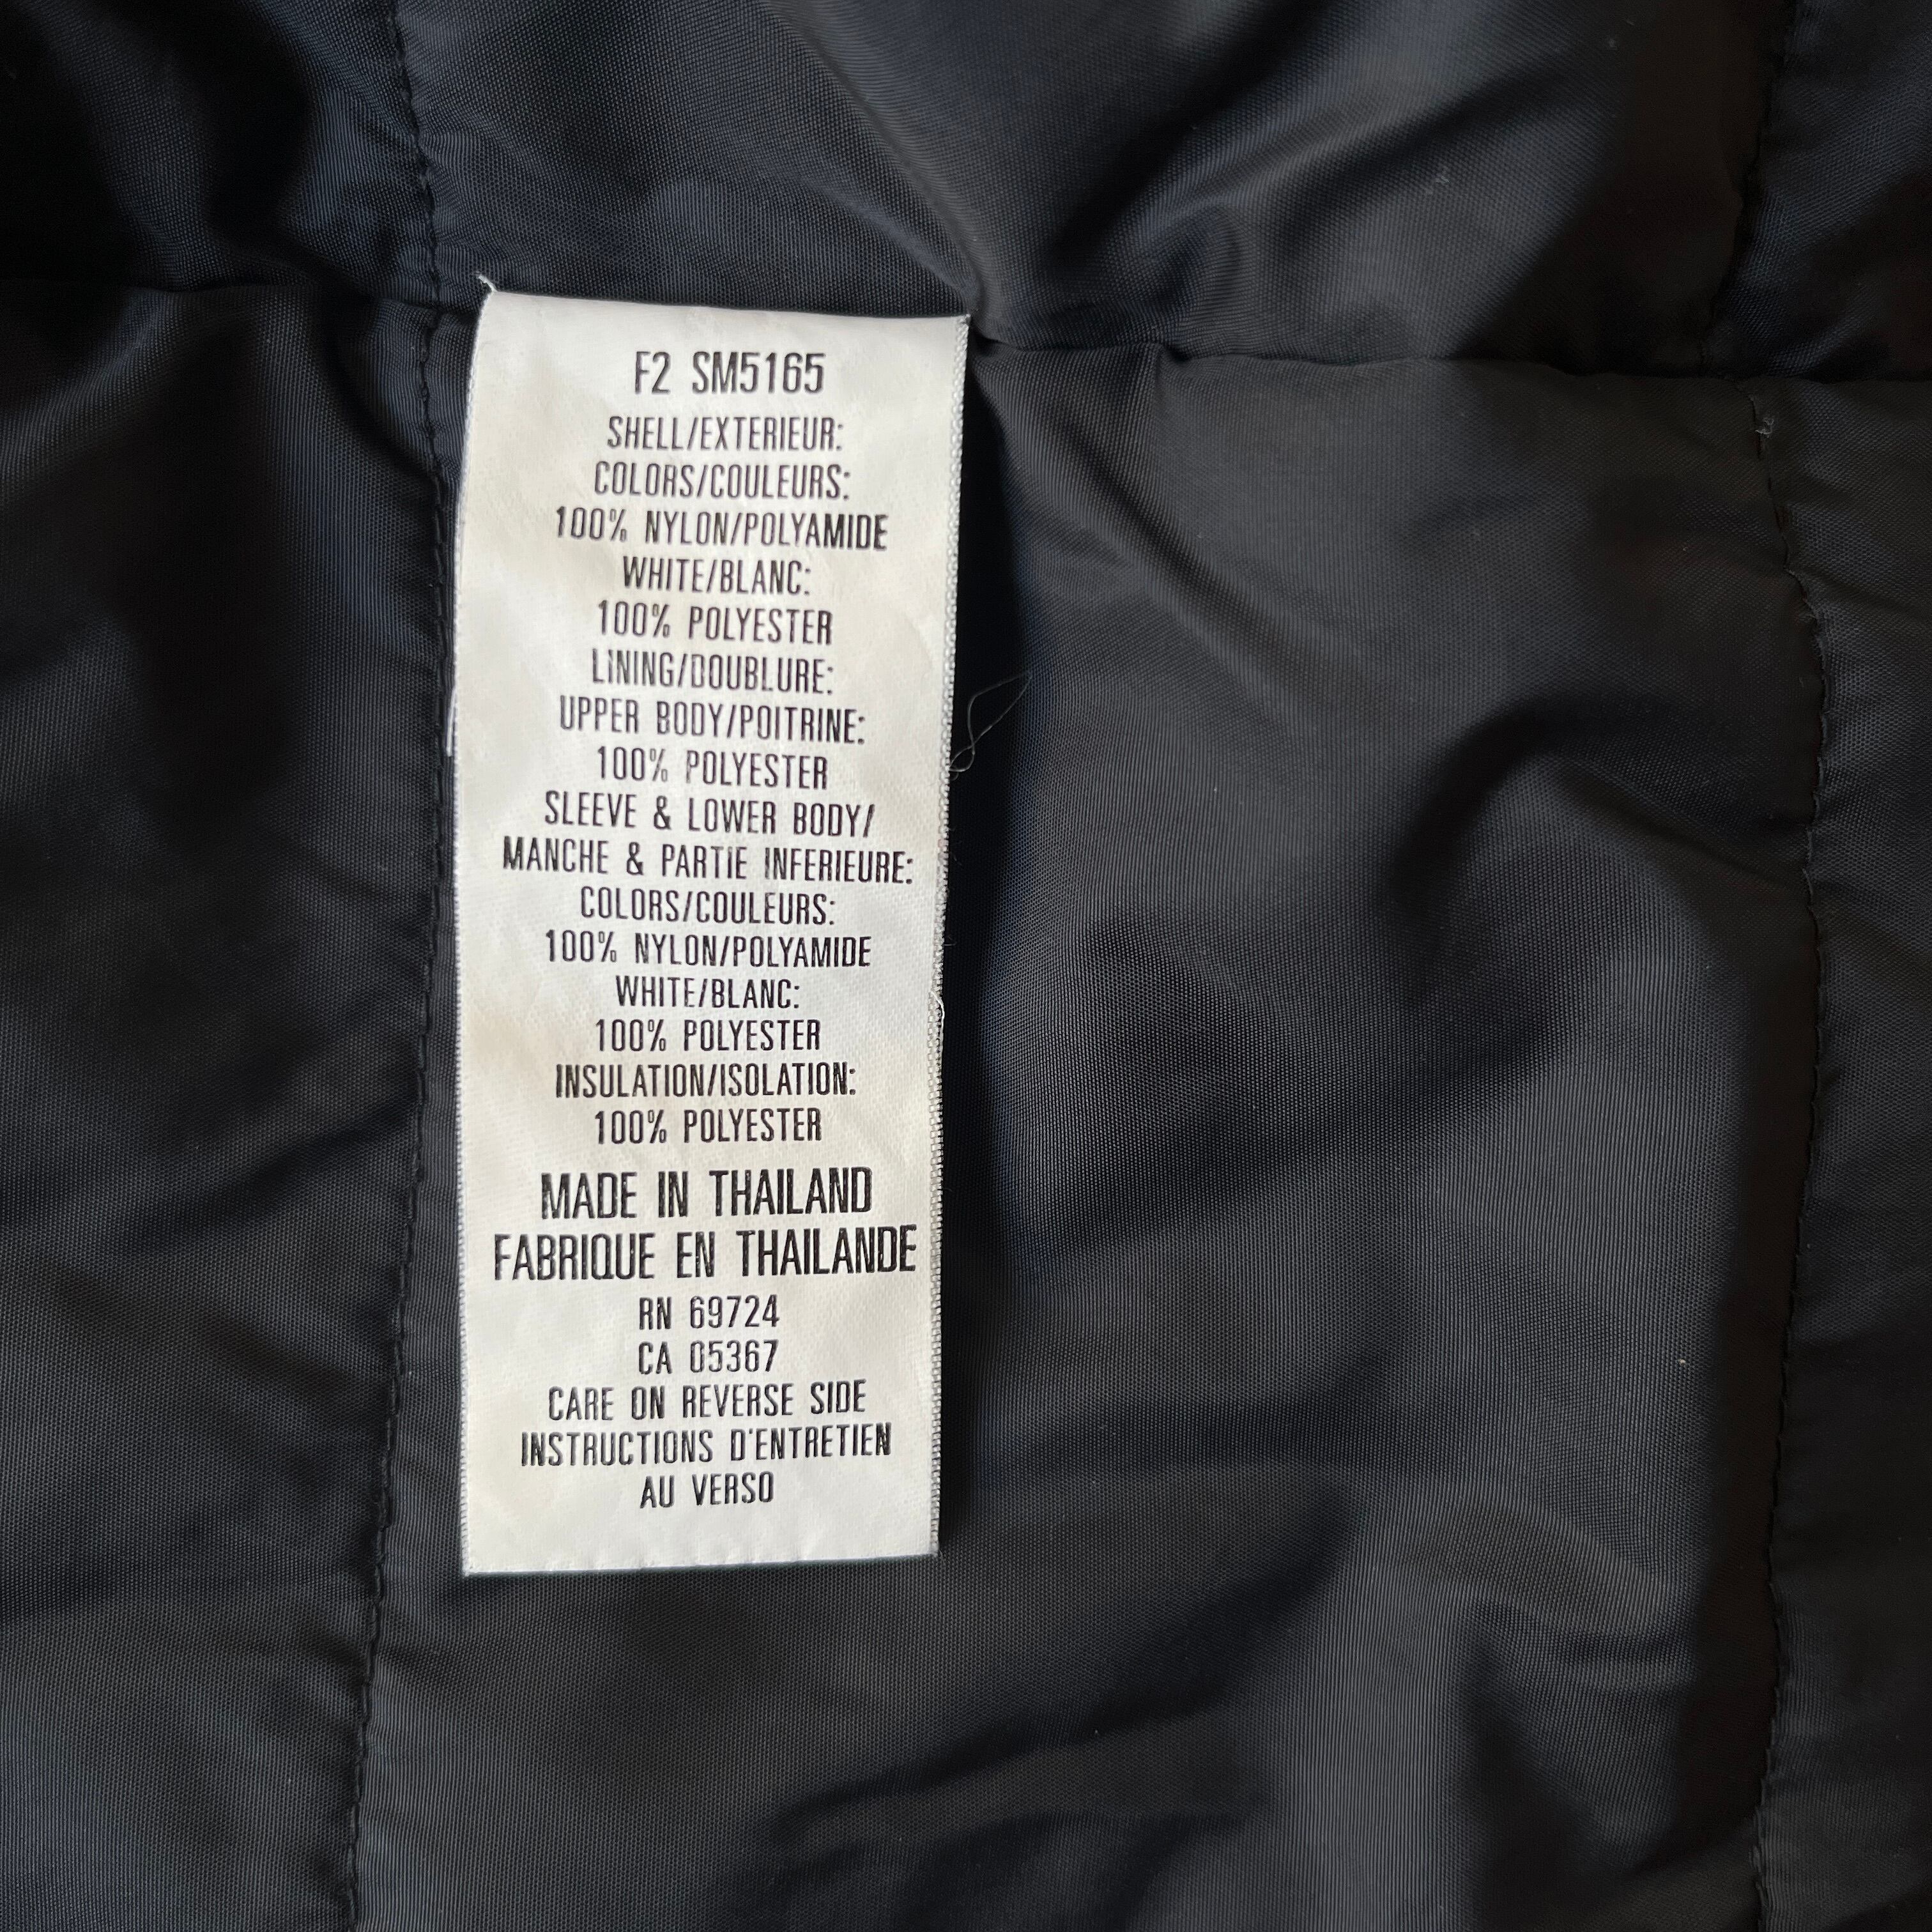 F2 SM5165
SHELL/EXTERIEUR:
COLORS/COULEURS:
100% NYLON/POLYAMIDE
WHITE/BLANC:
100% POLYESTER
LINING/DOUBLURE:
UPPER BODY/POITRINE:
100% POLYESTER
SLEEVE & LOWER BODY/
MANCHE & PARTIE INFERIEURE:
COLORS/COULEURS:
100% NYLON/POLYAMIDE
WHITE/BLANC:
100% POLYESTER
INSULATION/ISOLATION:
100% POLYESTER
MADE IN THAILAND
FABRIQUE EN THAILANDE
RN 69724
CA 05367
CARE ON REVERSE SIDE
INSTRUCTIONS D'ENTRETIEN
AU VERSO